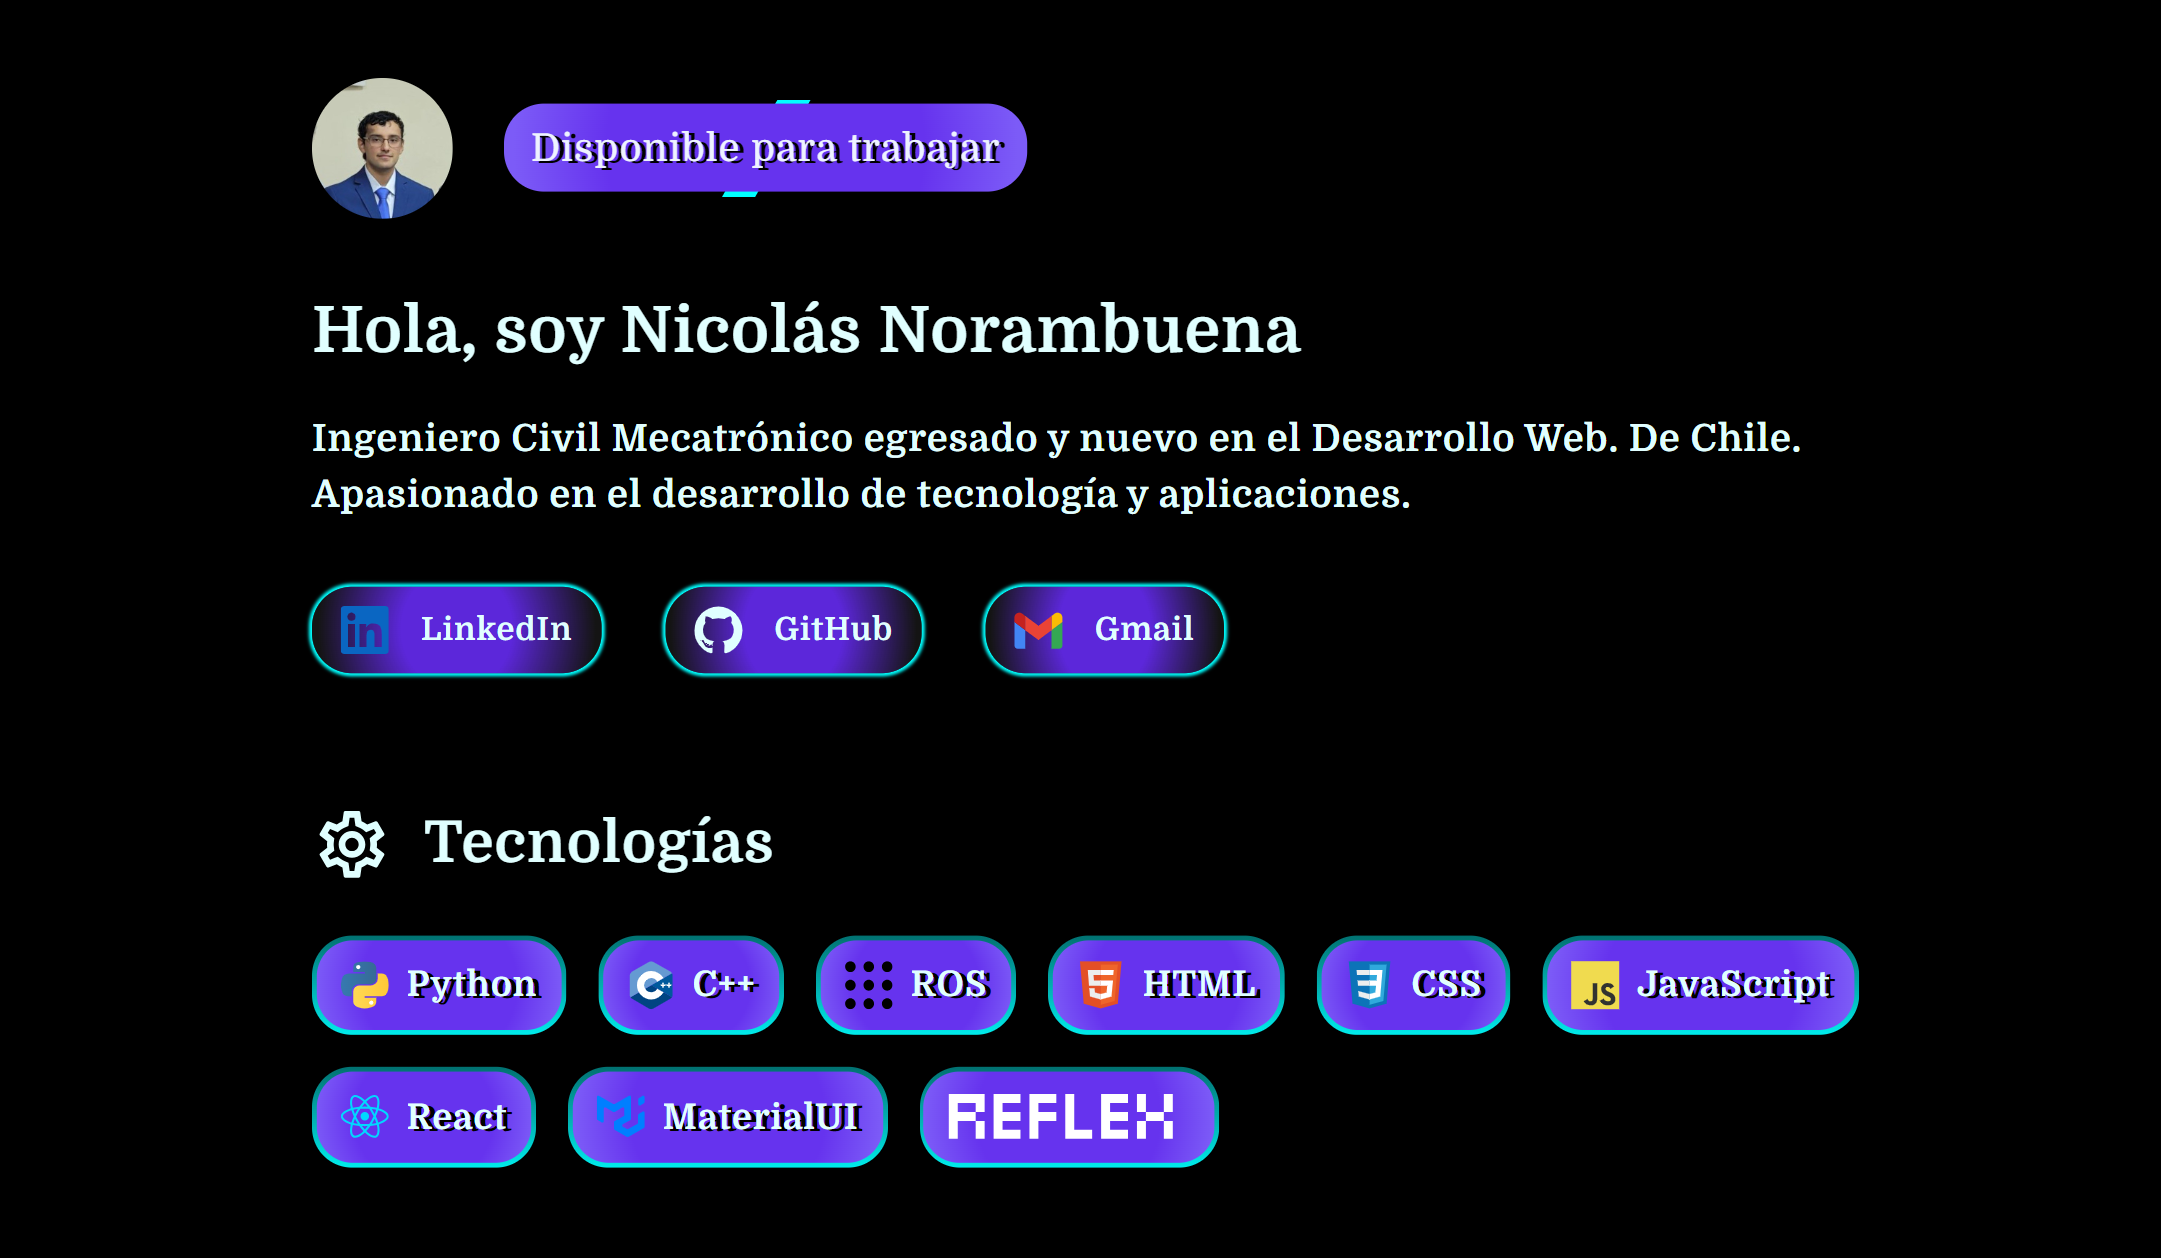 Disponible para trabajar
Hola, soy Nicolás Norambuena
Ingeniero Civil Mecatrónico egresado y nuevo en el Desarrollo Web. De Chile.
Apasionado en el desarrollo de tecnología y aplicaciones.
in LinkedIn GitHub Gmail
Tecnologías
Python C++ ROS HTML CSS JS JavaScript
React MaterialUI REFLEX